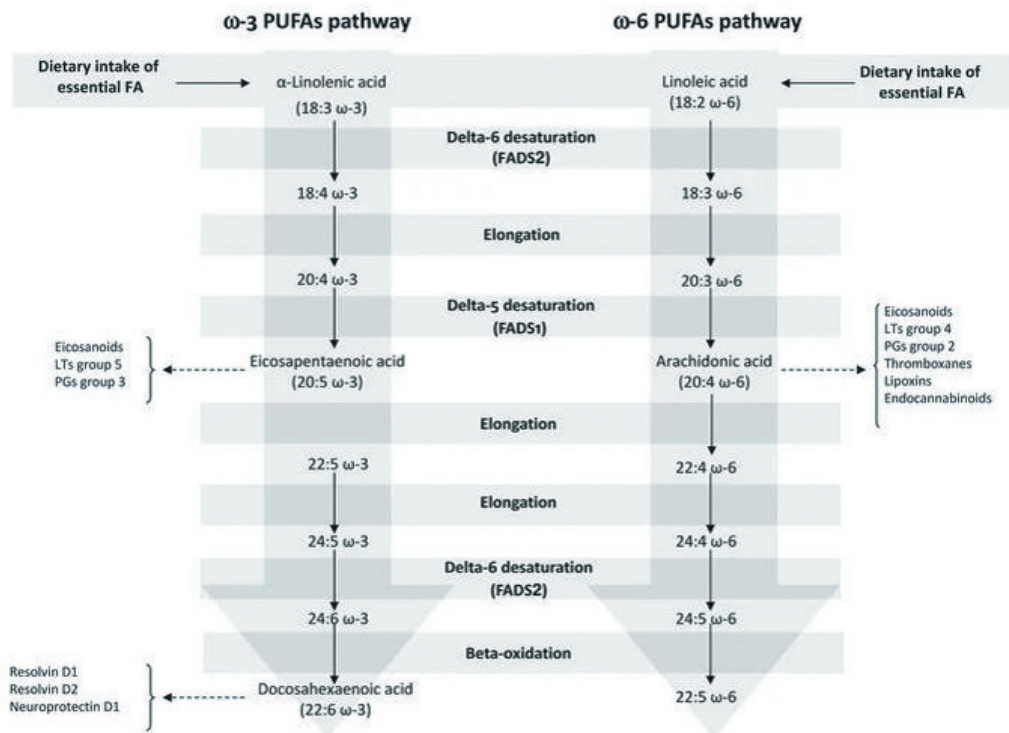 ω-3 PUFAs pathway
ω-6 PUFAs pathway
Dietary intake of
essential FA
α-Linolenic acid
(18:3 ω-3)
Linoleic acid
(18:2 ω-6)
Dietary intake of
essential FA
Delta-6 desaturation
(FADS2)
18:4 ω-3
18:3 ω-6
Elongation
20:4 ω-3
20:3 ω-6
Delta-5 desaturation
(FADS1)
Eicosanoids
LTs group 5
PGs group 3
Eicosapentaenoic acid
(20:5 ω-3)
Arachidonic acid
(20:4 ω-6)
Eicosanoids
LTs group 4
PGs group 2
Thromboxanes
Lipoxins
Endocannabinoids
Elongation
22:5 ω-3
22:4 ω-6
Elongation
24:5 ω-3
24:4 ω-6
Delta-6 desaturation
(FADS2)
24:6 ω-3
24:5 ω-6
Beta-oxidation
Resolvin D1
Resolvin D2
Neuroprotectin D1
Docosahexaenoic acid
(22:6 ω-3)
22:5 ω-6